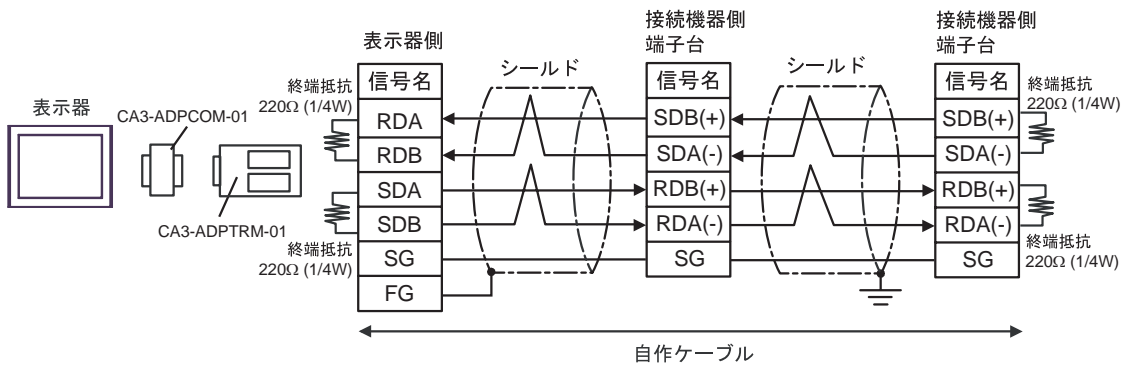 表示器
CA3-ADPCOM-01
CA3-ADPTRM-01
表示器側
終端抵抗
220Ω (1/4W)
終端抵抗
220Ω (1/4W)
信号名
RDA
RDB
SDA
SDB
SG
FG
シールド
接続機器側
端子台
信号名
SDB(+)
SDA(-)
RDB(+)
RDA(-)
SG
シールド
接続機器側
端子台
信号名
SDB(+)
SDA(-)
RDB(+)
RDA(-)
SG
終端抵抗
220Ω (1/4W)
終端抵抗
220Ω (1/4W)
自作ケーブル